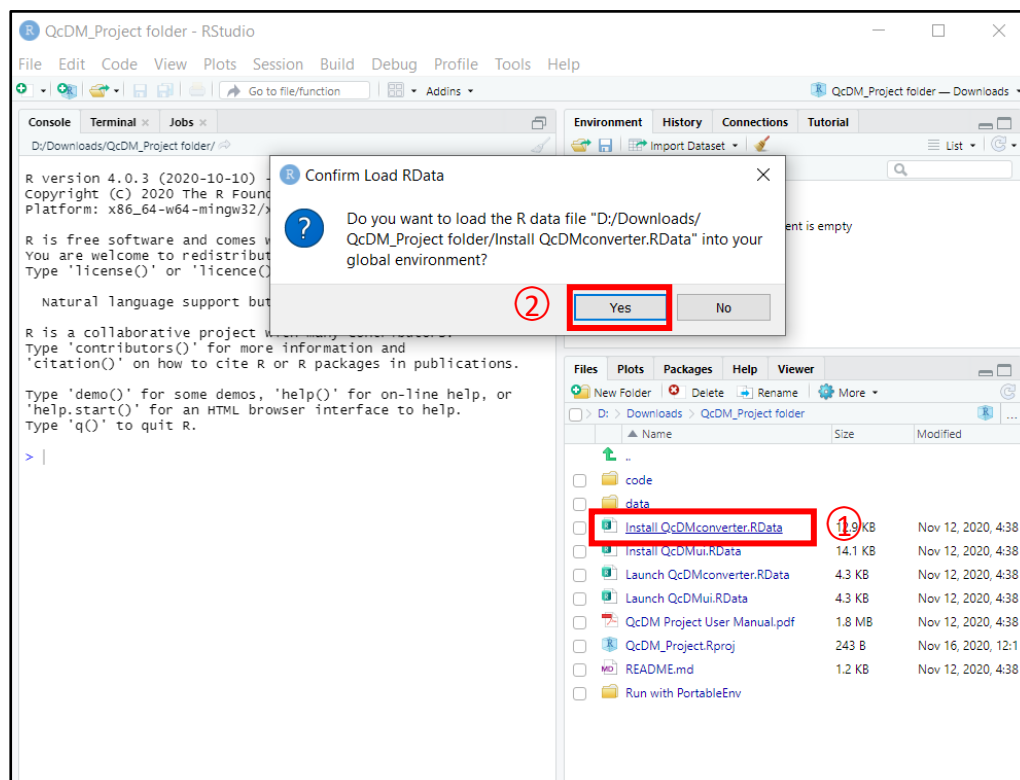 QcDM_Project folder - RStudio
File Edit Code View Plots Session Build Debug Profile Tools Help
Go to file/function
Addins
QcDM_Project folder — Downloads
Console Terminal Jobs
D:/Downloads/QcDM_Project folder/
R version 4.0.3 (2020-10-10) -
Copyright (C) 2020 The R Found
Platform: x86_64-w64-mingw32/x
R is free software and comes w
You are welcome to redistribut
Type 'license()' or 'licence()
Natural language support but
R is a collaborative project with many contributors.
Type 'contributors()' for more information and
'citation()' on how to cite R or R packages in publications.
Type 'demo()' for some demos, 'help()' for on-line help, or
'help.start()' for an HTML browser interface to help.
Type 'q()' to quit R.
>
Confirm Load RData
Do you want to load the R data file "D:/Downloads/
QcDM_Project folder/Install QcDMconverter.RData" into your
global environment?
② Yes No
Environment History Connections Tutorial
Import Dataset List
ent is empty
Files Plots Packages Help Viewer
New Folder Delete Rename More
D: > Downloads > QcDM_Project folder
Name Size Modified
..
code
data
Install QcDMconverter.RData ① 12.9 KB Nov 12, 2020, 4:38
Install QcDMui.RData 14.1 KB Nov 12, 2020, 4:38
Launch QcDMconverter.RData 4.3 KB Nov 12, 2020, 4:38
Launch QcDMui.RData 4.3 KB Nov 12, 2020, 4:38
QcDM Project User Manual.pdf 1.8 MB Nov 12, 2020, 4:38
QcDM_Project.Rproj 243 B Nov 16, 2020, 12:1
README.md 1.2 KB Nov 12, 2020, 4:38
Run with PortableEnv